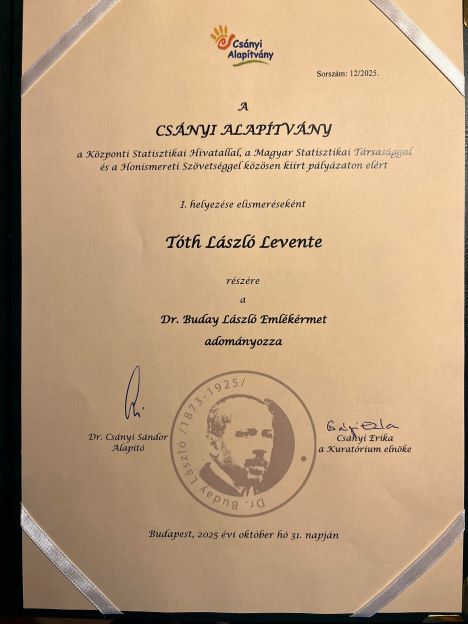 Csányi
Alapítvány
Sorszám: 12/2025.
A
CSÁNYI ALAPÍTVÁNY
a Központi Statisztikai Hivatallal, a Magyar Statisztikai Társasággal
és a Honismereti Szövetséggel közösen kiírt pályázaton elért
I. helyezése elismeréseként
Tóth László Levente
részére
a
Dr. Buday László Emlékérmet
adományozza
Dr. Buday László /1873-1925/
Dr. Csányi Sándor
Alapító
Csányi Erika
a Kuratórium elnöke
Budapest, 2025 évi október hó 31. napján